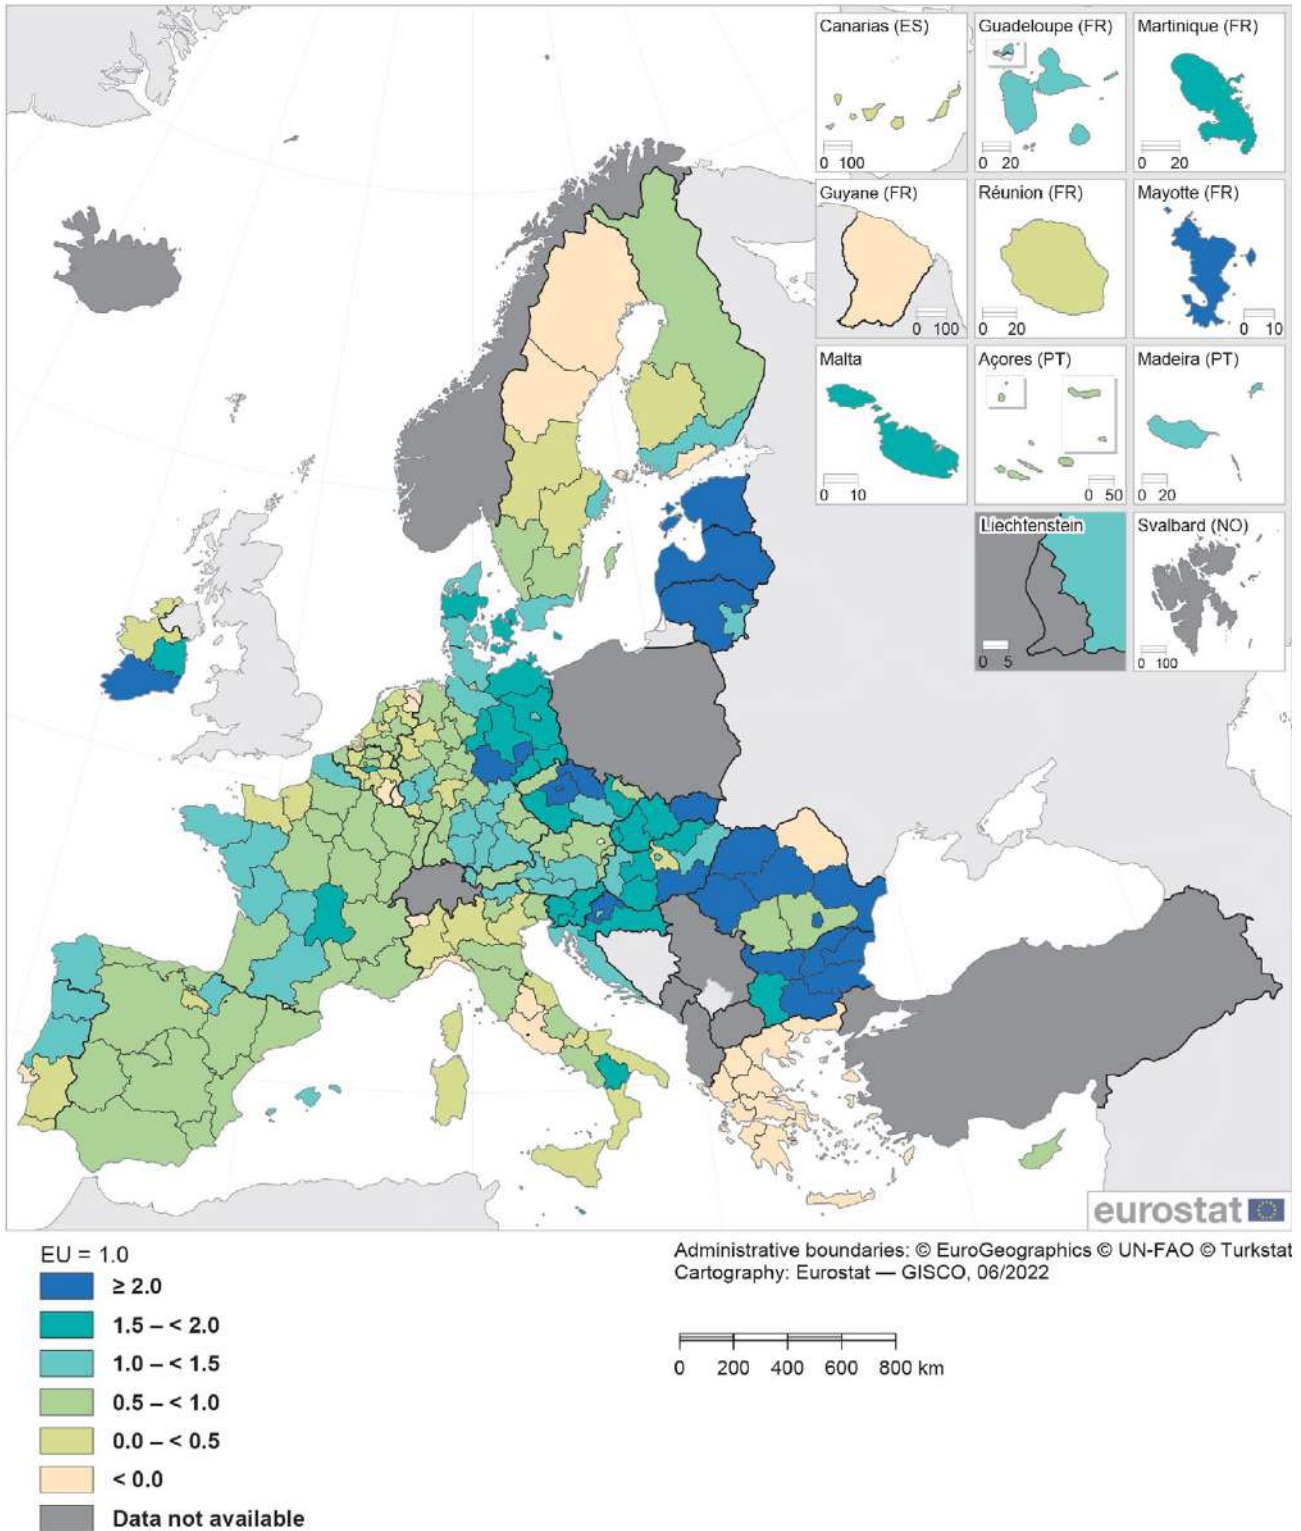 Canarias (ES)
0 100
Guadeloupe (FR)
0 20
Martinique (FR)
0 20
Guyane (FR)
0 100
Réunion (FR)
0 20
Mayotte (FR)
0 10
Malta
0 10
Açores (PT)
0 50
Madeira (PT)
0 20
Liechtenstein
0 5
Svalbard (NO)
0 100
eurostat
EU = 1.0
≥ 2.0
1.5 – < 2.0
1.0 – < 1.5
0.5 – < 1.0
0.0 – < 0.5
< 0.0
Data not available
Administrative boundaries: © EuroGeographics © UN-FAO © Turkstat
Cartography: Eurostat — GISCO, 06/2022
0 200 400 600 800 km